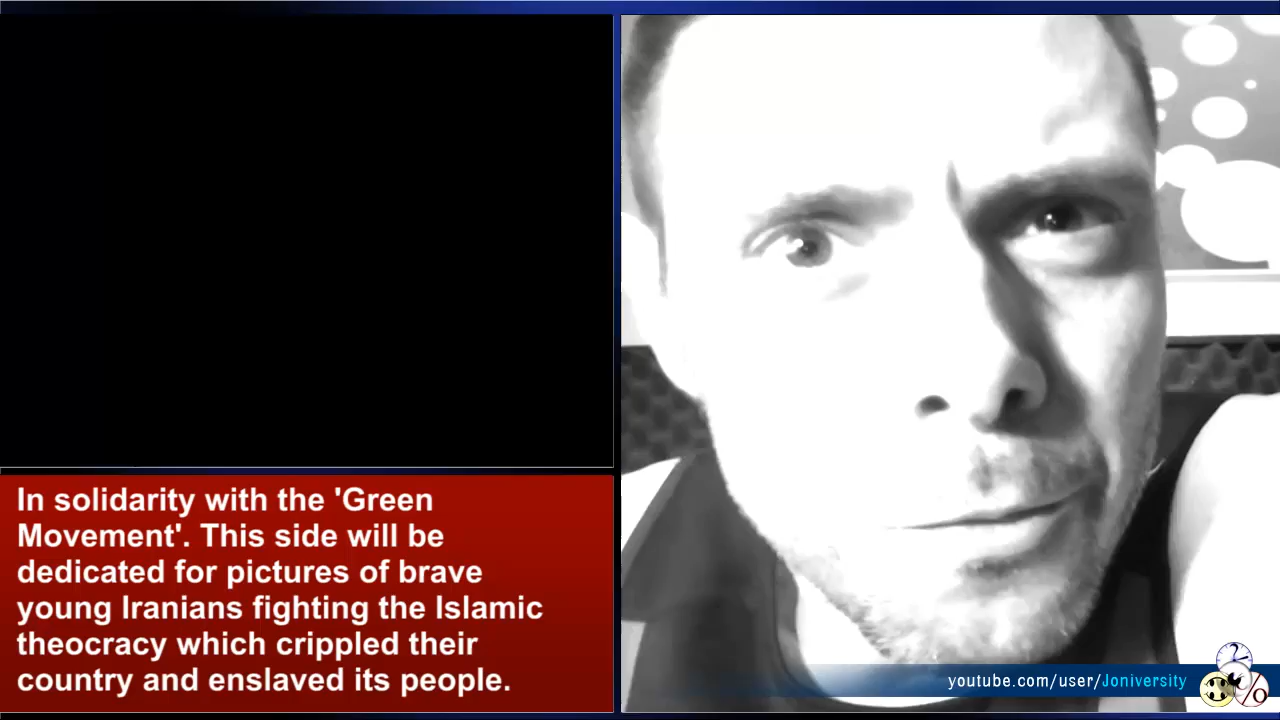 In solidarity with the 'Green
Movement'. This side will be
dedicated for pictures of brave
young Iranians fighting the Islamic
theocracy which crippled their
country and enslaved its people.
youtube.com/user/Joniversity